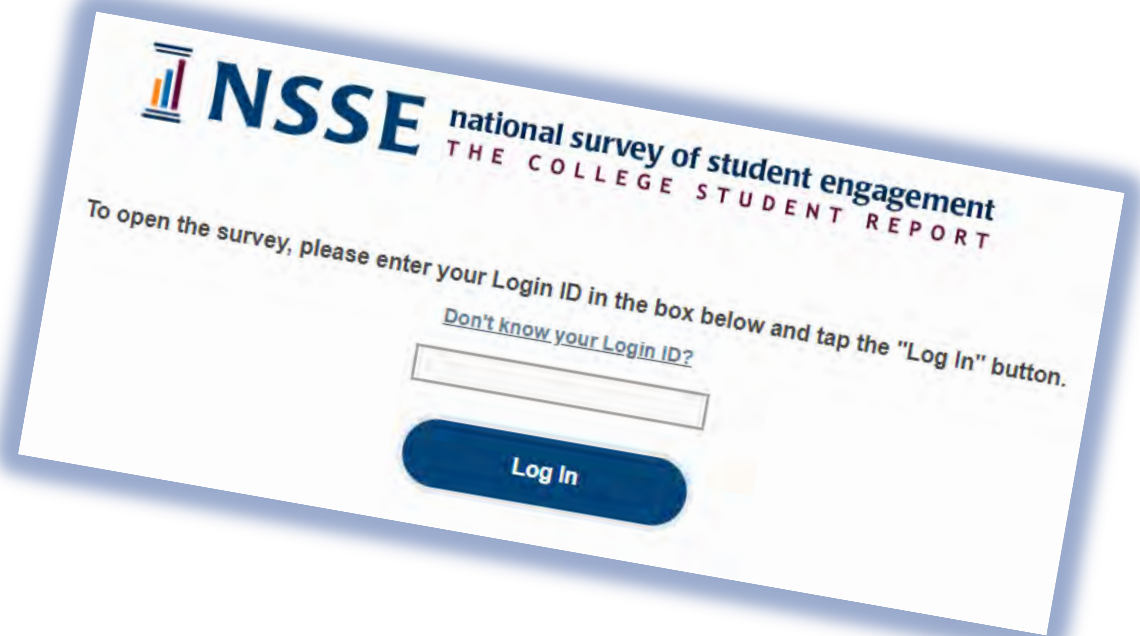 NSSE
national survey of student engagement
THE COLLEGE STUDENT REPORT
To open the survey, please enter your Login ID in the box below and tap the "Log In" button.
Don't know your Login ID?
Log In